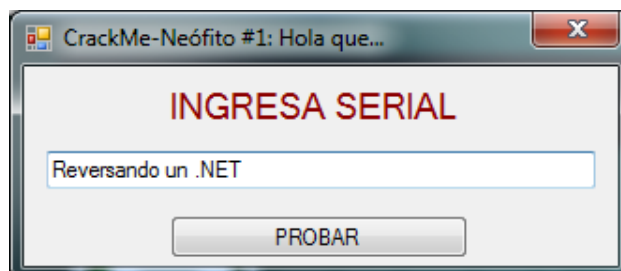 CrackMe-Neófito #1: Hola que...
INGRESA SERIAL
Reversando un .NET
PROBAR